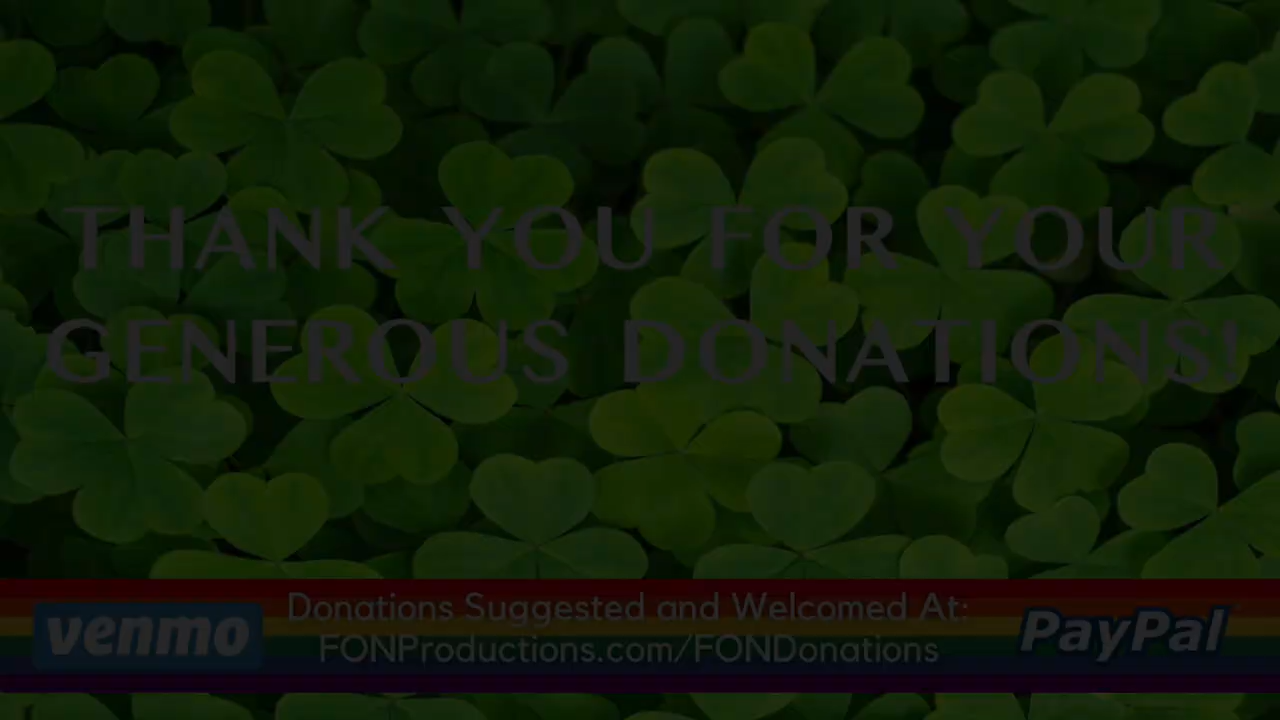 THANK YOU FOR YOUR
GENEROUS DONATIONS!
venmo
Donations Suggested and Welcomed At:
FONProductions.com/FONDonations
PayPal